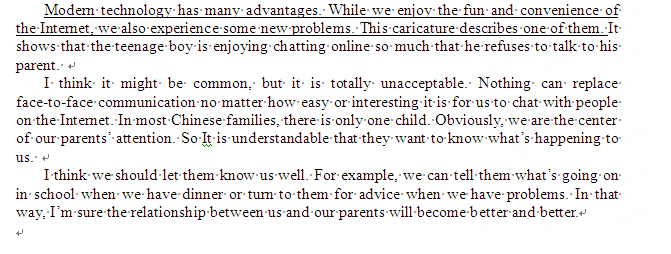 Modern technology has many advantages. While we enjoy the fun and convenience of
the Internet, we also experience some new problems. This caricature describes one of them. It
shows that the teenage boy is enjoying chatting online so much that he refuses to talk to his
parent.
I think it might be common, but it is totally unacceptable. Nothing can replace
face-to-face communication no matter how easy or interesting it is for us to chat with people
on the Internet. In most Chinese families, there is only one child. Obviously, we are the center
of our parents' attention. So It is understandable that they want to know what's happening to
us.
I think we should let them know us well. For example, we can tell them what's going on
in school when we have dinner or turn to them for advice when we have problems. In that
way, I'm sure the relationship between us and our parents will become better and better.